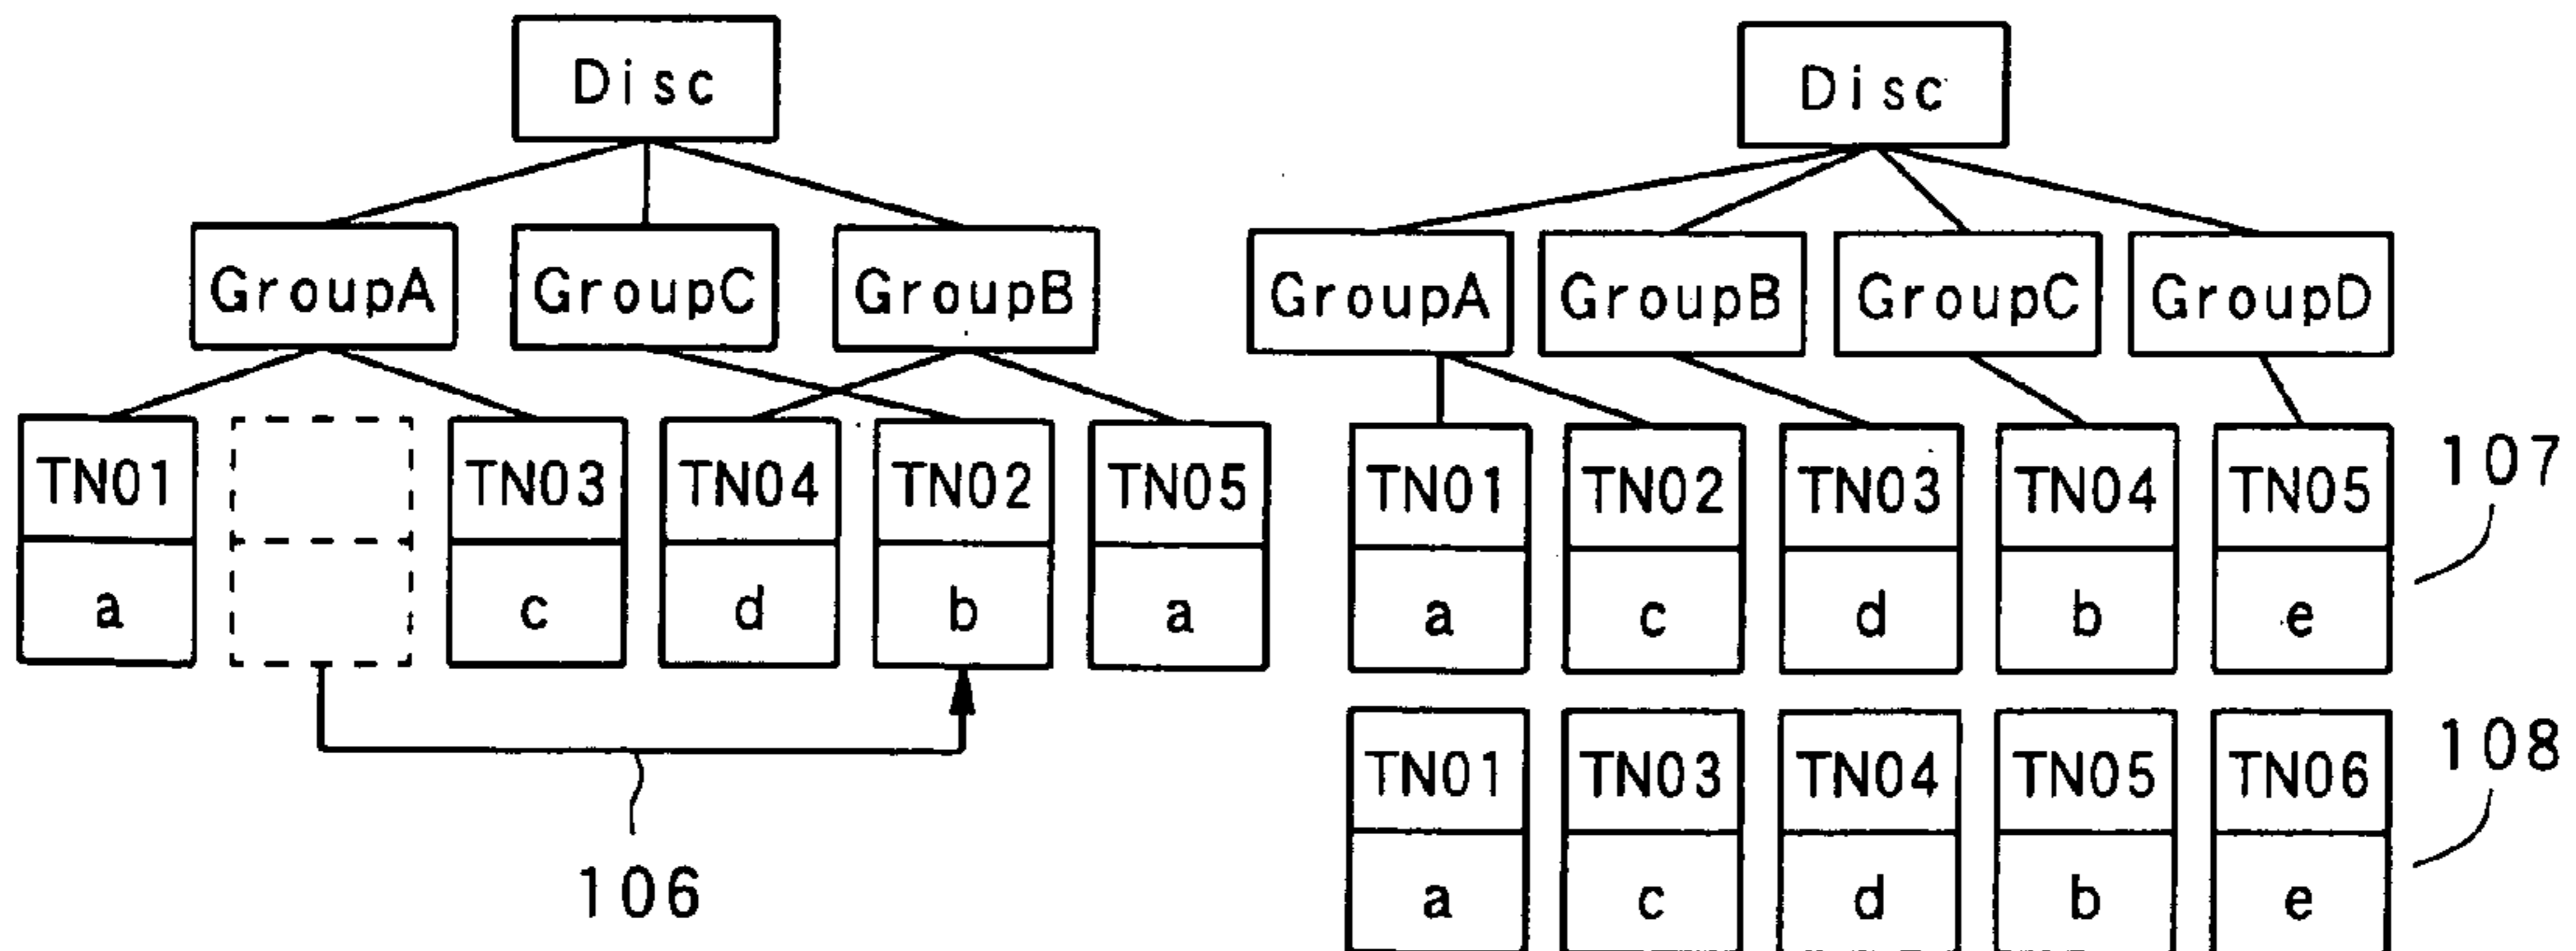 Disc
GroupA GroupC GroupB
TN01 TN03 TN04 TN02 TN05
a c d b a
106
Disc
GroupA GroupB GroupC GroupD
TN01 TN02 TN03 TN04 TN05
a c d b e
107
TN01 TN03 TN04 TN05 TN06
a c d b e
108